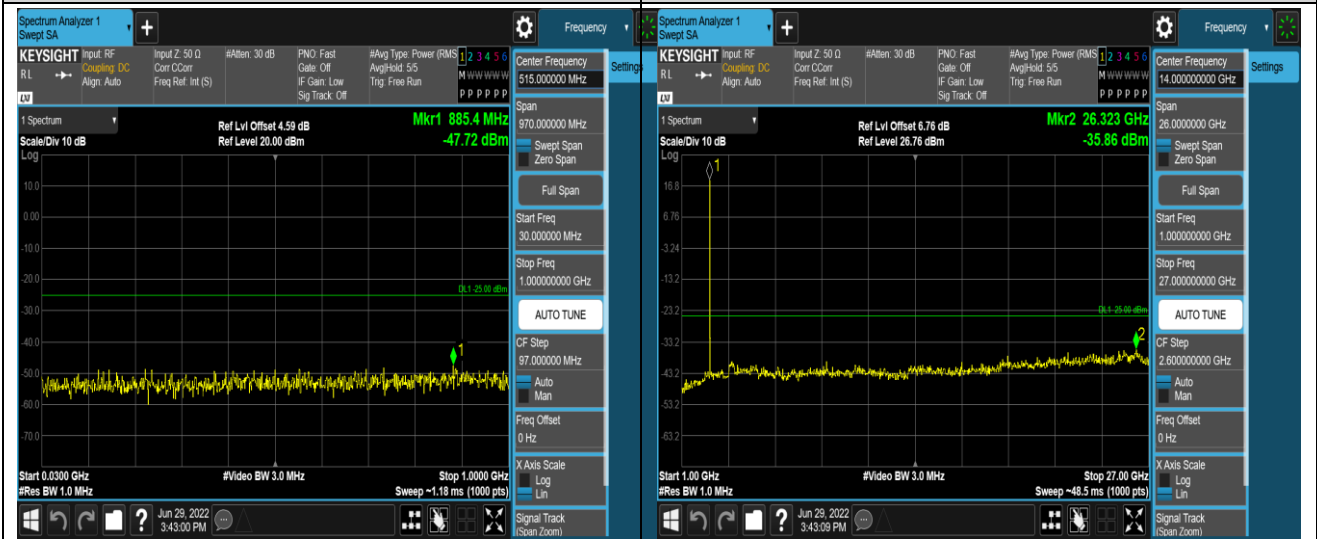 Spectrum Analyzer 1
Swept SA
+
Frequency
KEYSIGHT
Input: RF
Coupling: DC
Align: Auto
RL
LXI
Input Z: 50 Ω
Corr CCorr
Freq Ref: Int (S)
#Atten: 30 dB
PNO: Fast
Gate: Off
IF Gain: Low
Sig Track: Off
#Avg Type: Power (RMS
Avg|Hold: 5/5
Trig: Free Run
1 2 3 4 5 6
M W W W W W
P P P P P P
Center Frequency
515.000000 MHz
Settings
1 Spectrum
Scale/Div 10 dB
Log
Ref Lvl Offset 4.59 dB
Ref Level 20.00 dBm
Mkr1 885.4 MHz
-47.72 dBm
10.0
0.00
-10.0
-20.0
-30.0
-40.0
-50.0
-60.0
-70.0
DL1 -25.00 dBm
1
Start 0.0300 GHz
#Res BW 1.0 MHz
#Video BW 3.0 MHz
Stop 1.0000 GHz
Sweep ~1.18 ms (1000 pts)
Span
970.000000 MHz
Swept Span
Zero Span
Full Span
Start Freq
30.000000 MHz
Stop Freq
1.000000000 GHz
AUTO TUNE
CF Step
97.000000 MHz
Auto
Man
Freq Offset
0 Hz
X Axis Scale
Log
Lin
Signal Track
(Span Zoom)
?
Jun 29, 2022
3:43:00 PM
Spectrum Analyzer 1
Swept SA
+
Frequency
KEYSIGHT
Input: RF
Coupling: DC
Align: Auto
RL
LXI
Input Z: 50 Ω
Corr CCorr
Freq Ref: Int (S)
#Atten: 30 dB
PNO: Fast
Gate: Off
IF Gain: Low
Sig Track: Off
#Avg Type: Power (RMS
Avg|Hold: 5/5
Trig: Free Run
1 2 3 4 5 6
M W W W W W
P P P P P P
Center Frequency
14.000000000 GHz
Settings
1 Spectrum
Scale/Div 10 dB
Log
Ref Lvl Offset 6.76 dB
Ref Level 26.76 dBm
Mkr2 26.323 GHz
-35.86 dBm
1
16.8
6.76
-3.24
-13.2
-23.2
-33.2
-43.2
-53.2
-63.2
DL1 -25.00 dBm
2
Start 1.00 GHz
#Res BW 1.0 MHz
#Video BW 3.0 MHz
Stop 27.00 GHz
Sweep ~48.5 ms (1000 pts)
Span
26.0000000 GHz
Swept Span
Zero Span
Full Span
Start Freq
1.000000000 GHz
Stop Freq
27.000000000 GHz
AUTO TUNE
CF Step
2.600000000 GHz
Auto
Man
Freq Offset
0 Hz
X Axis Scale
Log
Lin
Signal Track
(Span Zoom)
?
Jun 29, 2022
3:43:09 PM